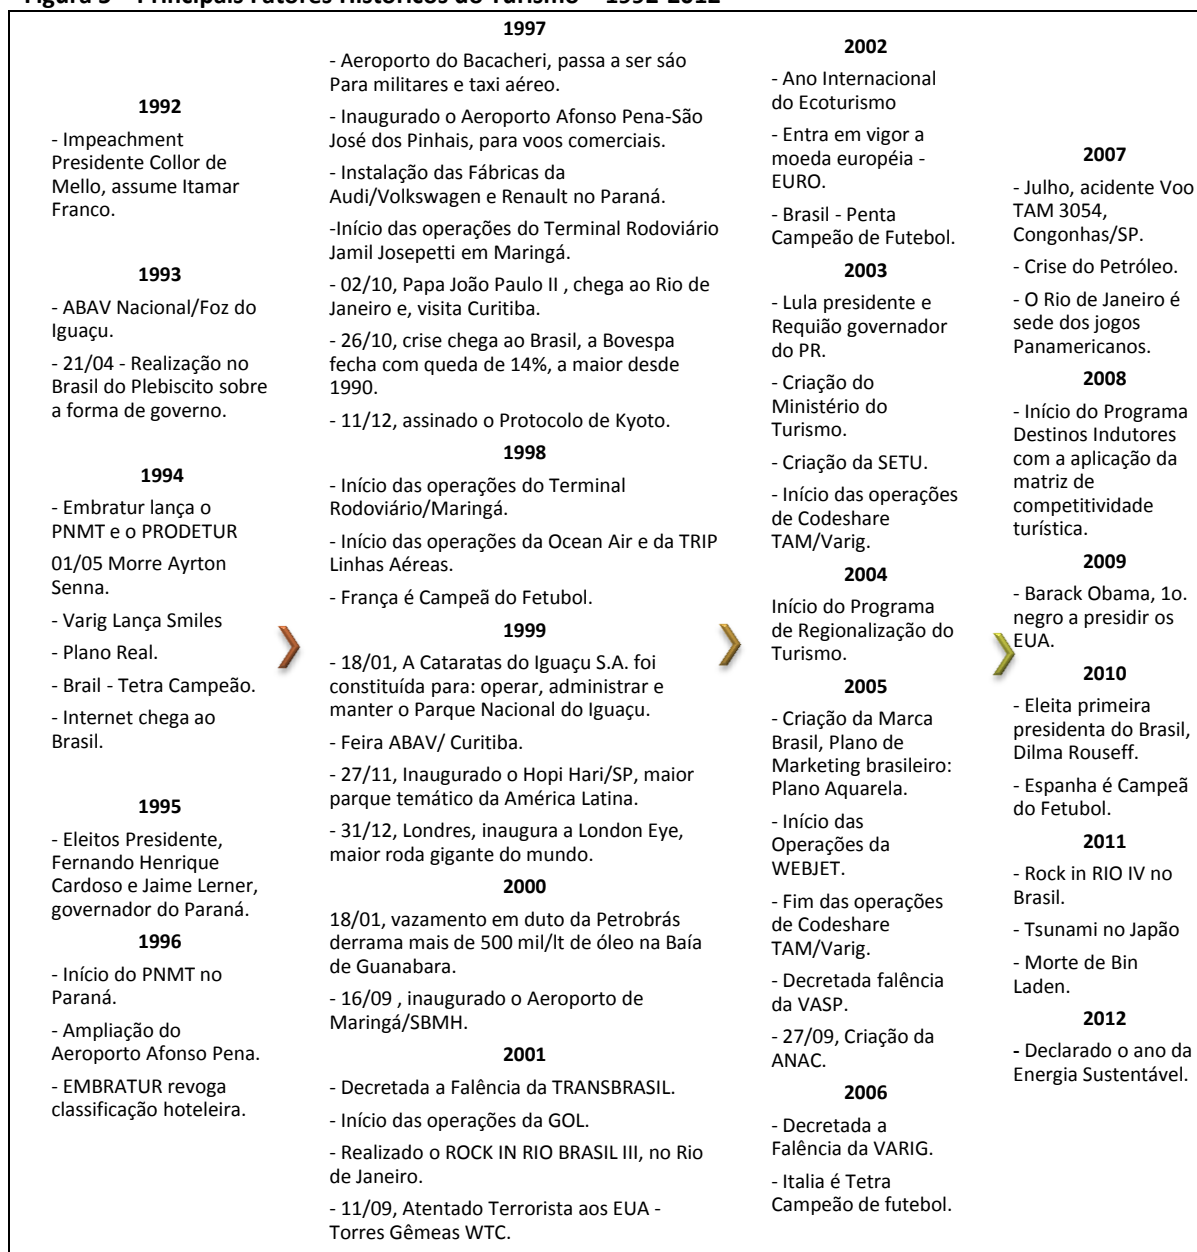 Figura 3 – Principais Fatores Históricos do Turismo – 1992-2012
1992
- Impeachment
Presidente Collor de
Mello, assume Itamar
Franco.
1993
- ABAV Nacional/Foz do
Iguaçu.
- 21/04 - Realização no
Brasil do Plebiscito sobre
a forma de governo.
1994
- Embratur lança o
PNMT e o PRODETUR
01/05 Morre Ayrton
Senna.
- Varig Lança Smiles
- Plano Real.
- Brail - Tetra Campeão.
- Internet chega ao
Brasil.
1995
- Eleitos Presidente,
Fernando Henrique
Cardoso e Jaime Lerner,
governador do Paraná.
1996
- Início do PNMT no
Paraná.
- Ampliação do
Aeroporto Afonso Pena.
- EMBRATUR revoga
classificação hoteleira.
1997
- Aeroporto do Bacacheri, passa a ser sáo
Para militares e taxi aéreo.
- Inaugurado o Aeroporto Afonso Pena-São
José dos Pinhais, para voos comerciais.
- Instalação das Fábricas da
Audi/Volkswagen e Renault no Paraná.
-Início das operações do Terminal Rodoviário
Jamil Josepetti em Maringá.
- 02/10, Papa João Paulo II , chega ao Rio de
Janeiro e, visita Curitiba.
- 26/10, crise chega ao Brasil, a Bovespa
fecha com queda de 14%, a maior desde
1990.
- 11/12, assinado o Protocolo de Kyoto.
1998
- Início das operações do Terminal
Rodoviário/Maringá.
- Início das operações da Ocean Air e da TRIP
Linhas Aéreas.
- França é Campeã do Fetubol.
1999
- 18/01, A Cataratas do Iguaçu S.A. foi
constituída para: operar, administrar e
manter o Parque Nacional do Iguaçu.
- Feira ABAV/ Curitiba.
- 27/11, Inaugurado o Hopi Hari/SP, maior
parque temático da América Latina.
- 31/12, Londres, inaugura a London Eye,
maior roda gigante do mundo.
2000
18/01, vazamento em duto da Petrobrás
derrama mais de 500 mil/lt de óleo na Baía
de Guanabara.
- 16/09 , inaugurado o Aeroporto de
Maringá/SBMH.
2001
- Decretada a Falência da TRANSBRASIL.
- Início das operações da GOL.
- Realizado o ROCK IN RIO BRASIL III, no Rio
de Janeiro.
- 11/09, Atentado Terrorista aos EUA -
Torres Gêmeas WTC.
2002
- Ano Internacional
do Ecoturismo
- Entra em vigor a
moeda européia -
EURO.
- Brasil - Penta
Campeão de Futebol.
2003
- Lula presidente e
Requião governador
do PR.
- Criação do
Ministério do
Turismo.
- Criação da SETU.
- Início das operações
de Codeshare
TAM/Varig.
2004
Início do Programa
de Regionalização do
Turismo.
2005
- Criação da Marca
Brasil, Plano de
Marketing brasileiro:
Plano Aquarela.
- Início das
Operações da
WEBJET.
- Fim das operações
de Codeshare
TAM/Varig.
- Decretada falência
da VASP.
- 27/09, Criação da
ANAC.
2006
- Decretada a
Falência da VARIG.
- Italia é Tetra
Campeão de futebol.
2007
- Julho, acidente Voo
TAM 3054,
Congonhas/SP.
- Crise do Petróleo.
- O Rio de Janeiro é
sede dos jogos
Panamericanos.
2008
- Início do Programa
Destinos Indutores
com a aplicação da
matriz de
competitividade
turística.
2009
- Barack Obama, 1o.
negro a presidir os
EUA.
2010
- Eleita primeira
presidenta do Brasil,
Dilma Rouseff.
- Espanha é Campeã
do Fetubol.
2011
- Rock in RIO IV no
Brasil.
- Tsunami no Japão
- Morte de Bin
Laden.
2012
- Declarado o ano da
Energia Sustentável.